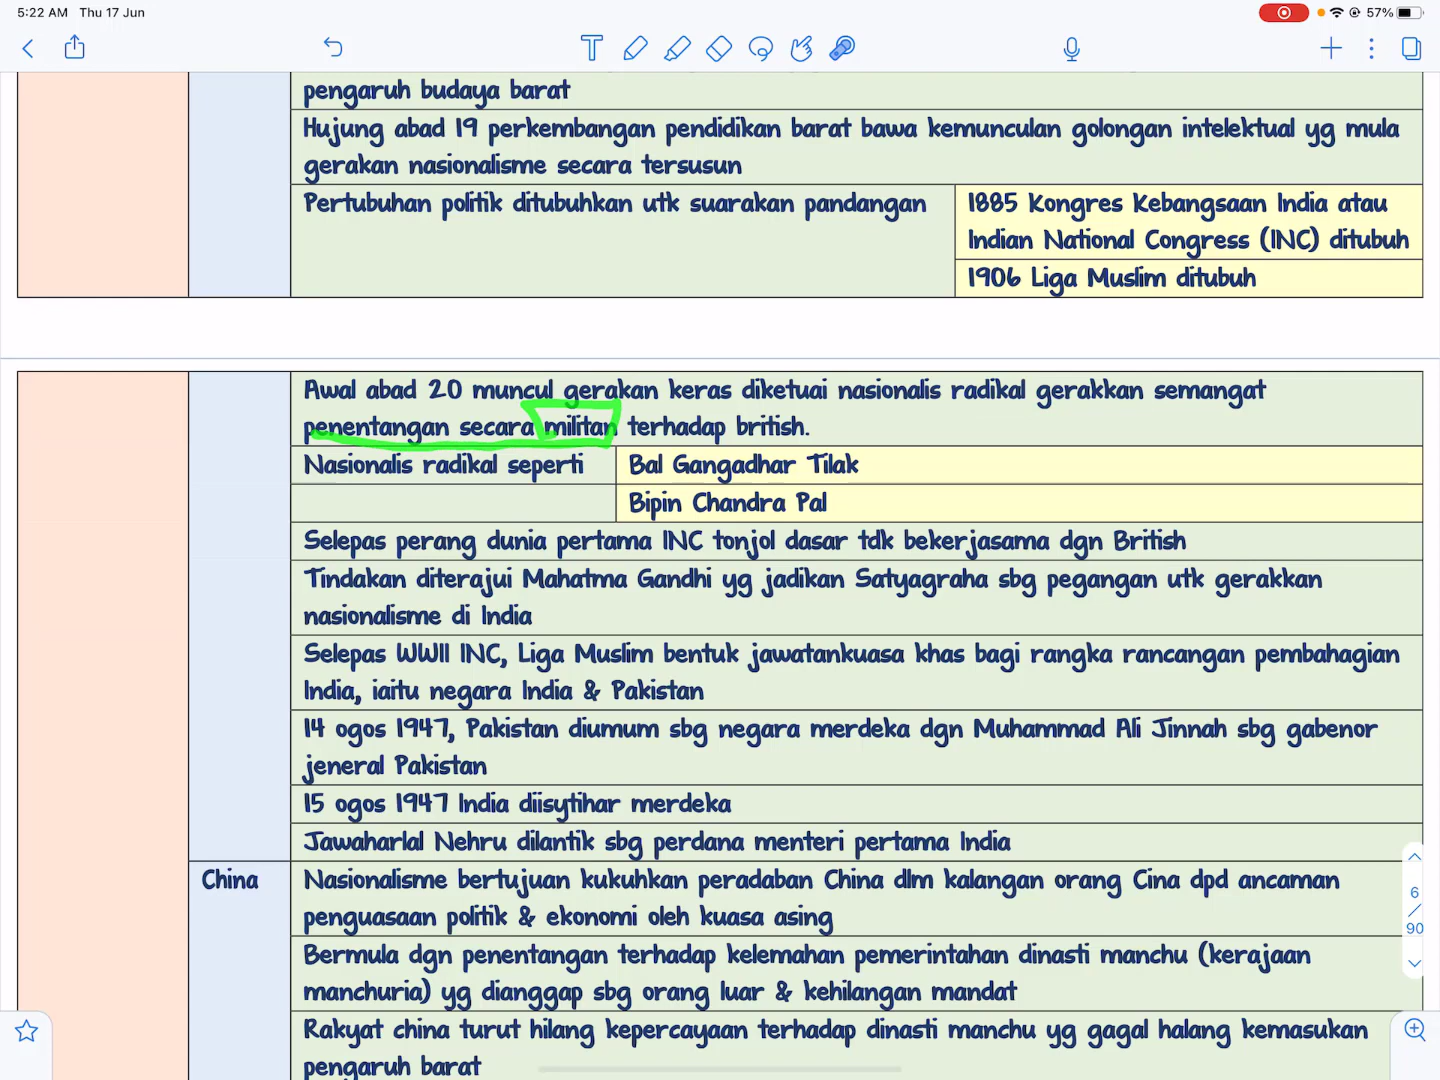 5:22 AM Thu 17 Jun
57%
pengaruh budaya barat
Hujung abad 19 perkembangan pendidikan barat bawa kemunculan golongan intelektual yg mula
gerakan nasionalisme secara tersusun
Pertubuhan politik ditubuhkan utk suarakan pandangan
1885 Kongres Kebangsaan India atau
Indian National Congress (INC) ditubuh
1906 Liga Muslim ditubuh
Awal abad 20 muncul gerakan keras diketuai nasionalis radikal gerakkan semangat
penentangan secara militan terhadap british.
Nasionalis radikal seperti
Bal Gangadhar Tilak
Bipin Chandra Pal
Selepas perang dunia pertama INC tonjol dasar tdk bekerjasama dgn British
Tindakan diterajui Mahatma Gandhi yg jadikan Satyagraha sbg pegangan utk gerakkan
nasionalisme di India
Selepas WWII INC, Liga Muslim bentuk jawatankuasa khas bagi rangka rancangan pembahagian
India, iaitu negara India & Pakistan
14 ogos 1947, Pakistan diumum sbg negara merdeka dgn Muhammad Ali Jinnah sbg gabenor
jeneral Pakistan
15 ogos 1947 India diisytihar merdeka
Jawaharlal Nehru dilantik sbg perdana menteri pertama India
China
Nasionalisme bertujuan kukuhkan peradaban China dlm kalangan orang Cina dpd ancaman
penguasaan politik & ekonomi oleh kuasa asing
Bermula dgn penentangan terhadap kelemahan pemerintahan dinasti manchu (kerajaan
manchuria) yg dianggap sbg orang luar & kehilangan mandat
Rakyat china turut hilang kepercayaan terhadap dinasti manchu yg gagal halang kemasukan
pengaruh barat
6
/
90